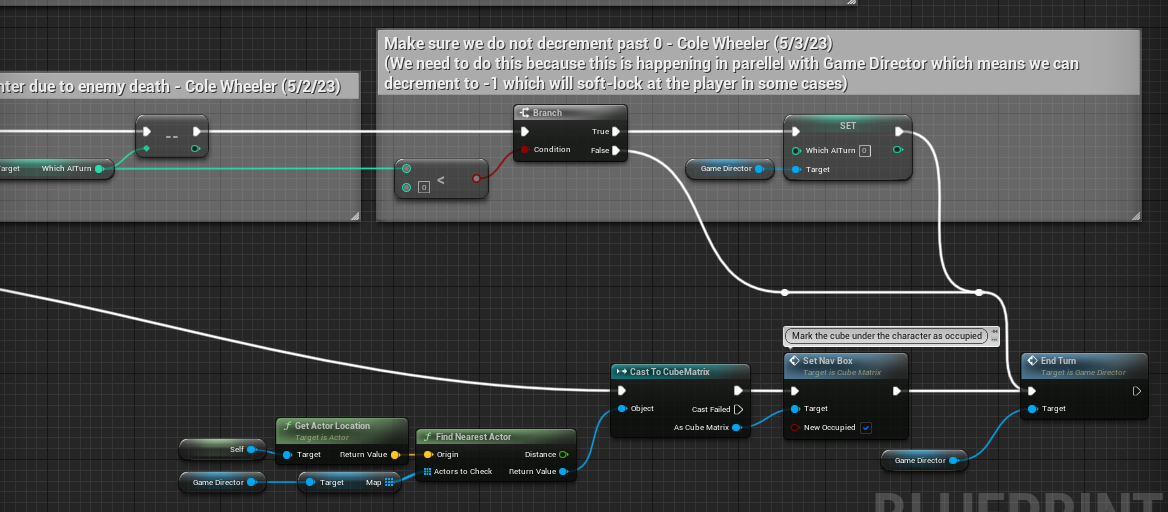 Make sure we do not decrement past 0 - Cole Wheeler (5/3/23)
(We need to do this because this is happening in parellel with Game Director which means we can
decrement to -1 which will soft-lock at the player in some cases)
nter due to enemy death - Cole Wheeler (5/2/23)
--
Target Which AITurn
Branch
True
Condition False
0 <
SET
Which AITurn 0
Target
Game Director
Mark the cube under the character as occupied
Cast To CubeMatrix
Object Cast Failed
As Cube Matrix
Set Nav Box
Target is Cube Matrix
Target
New Occupied
End Turn
Target is Game Director
Target
Game Director
Self
Get Actor Location
Target is Actor
Target Return Value
Find Nearest Actor
Origin Distance
Actors to Check Return Value
Game Director
Target Map
BLUEPRINT